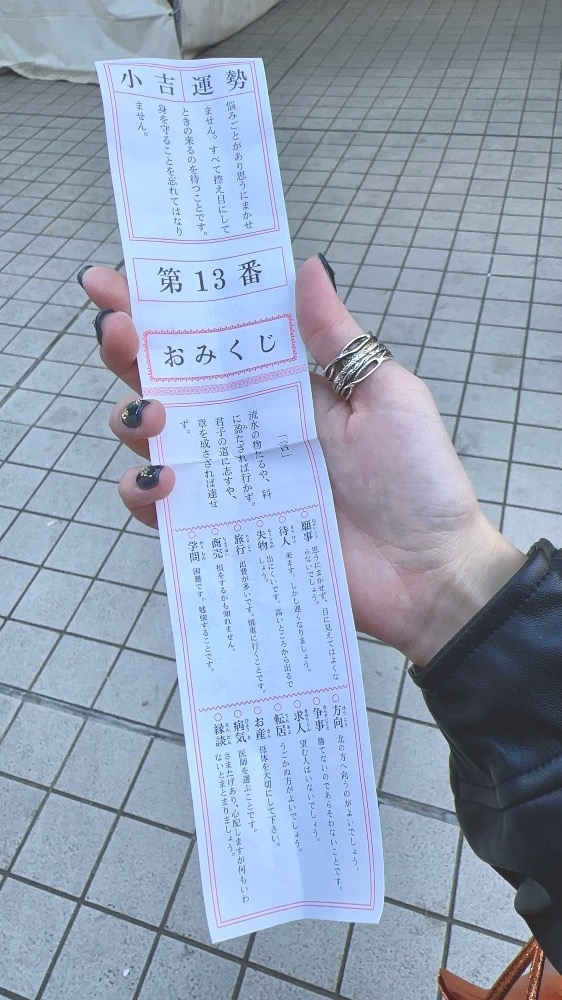 小吉運勢
悩みごとがあり思うにまかせ
ません。すべて控え目にして
ときの来るのを待つことです。
身を守ることを忘れてはなり
ません。
第13番
おみくじ
「谷」
流水の物たるや、科
に盈たざれば行かず。
君子の道に志すや、
章を成さざれば達せ
ず。
○願事 思うにまかせず、目に見えてはよくな
らないでしょう。
○待人 来ます。しかし遅くなりましょう。
○失物 出にくいです。高いところから出るで
しょう。
○旅行 出費が多いです。慎重に行くことです。
○商売 損をするかも知れません。
○学問 困難です。勉強することです。
○方向 北の方へ向うのがよいでしょう。
○争事 勝てないのであらそわないことです。
○求人 望む人はいないでしょう。
○転居 うごかぬ方がよいでしょう。
○お産 母体を大切にして下さい。
○病気 医師を選ぶことです。
○縁談 さまたげあり、心配しますが何もいわ
ないとまとまりましょう。